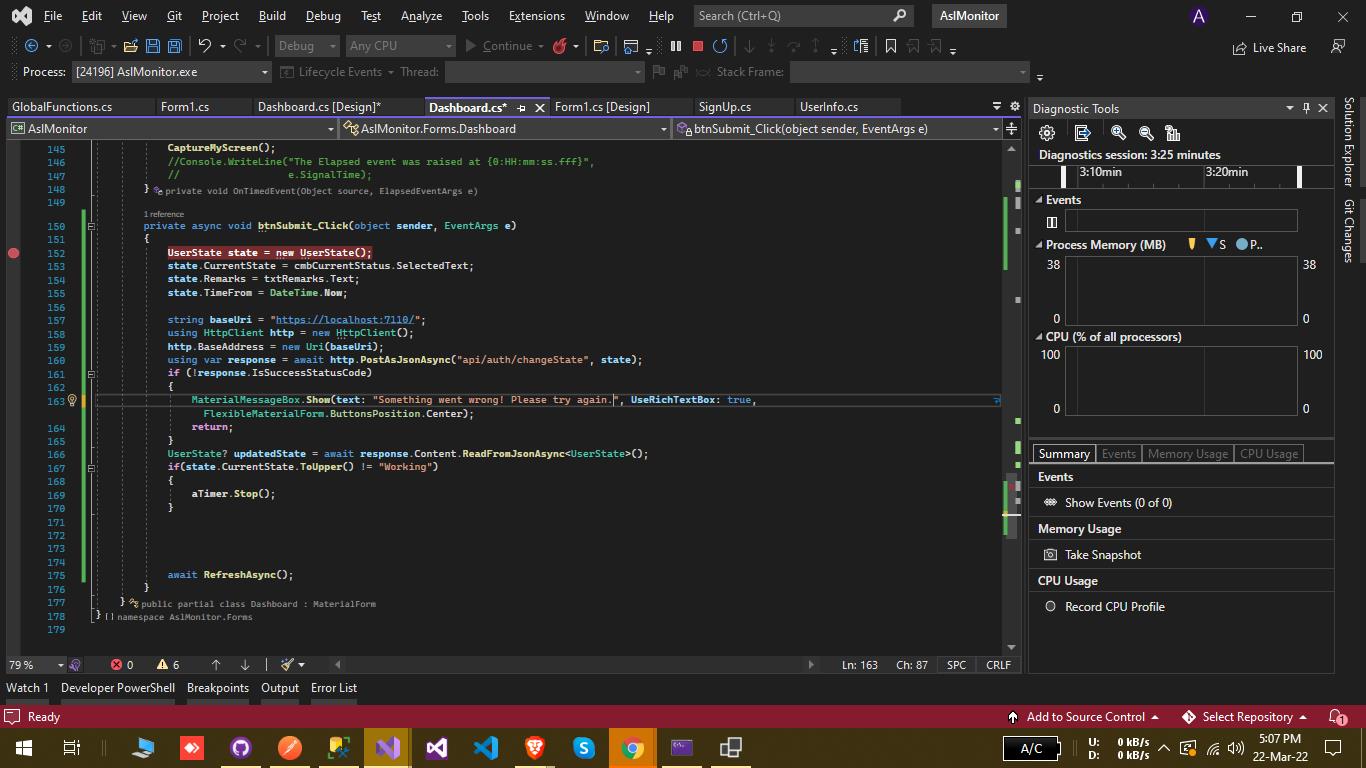 File Edit View Git Project Build Debug Test Analyze Tools Extensions Window Help Search (Ctrl+Q) AslMonitor A
Debug Any CPU Continue Live Share
Process: [24196] AslMonitor.exe Lifecycle Events Thread: Stack Frame:
GlobalFunctions.cs Form1.cs Dashboard.cs [Design]* Dashboard.cs* Form1.cs [Design] SignUp.cs UserInfo.cs
AslMonitor AslMonitor.Forms.Dashboard btnSubmit_Click(object sender, EventArgs e)
145 CaptureMyScreen();
146 //Console.WriteLine("The Elapsed event was raised at {0:HH:mm:ss.fff}",
147 // e.SignalTime);
148 } private void OnTimedEvent(Object source, ElapsedEventArgs e)
149
1 reference
150 private async void btnSubmit_Click(object sender, EventArgs e)
151 {
152 UserState state = new UserState();
153 state.CurrentState = cmbCurrentStatus.SelectedText;
154 state.Remarks = txtRemarks.Text;
155 state.TimeFrom = DateTime.Now;
156
157 string baseUri = "https://localhost:7110/";
158 using HttpClient http = new HttpClient();
159 http.BaseAddress = new Uri(baseUri);
160 using var response = await http.PostAsJsonAsync("api/auth/changeState", state);
161 if (!response.IsSuccessStatusCode)
162 {
163 MaterialMessageBox.Show(text: "Something went wrong! Please try again.", UseRichTextBox: true,
FlexibleMaterialForm.ButtonsPosition.Center);
164 return;
165 }
166 UserState? updatedState = await response.Content.ReadFromJsonAsync<UserState>();
167 if(state.CurrentState.ToUpper() != "Working")
168 {
169 aTimer.Stop();
170 }
171
172
173
174
175 await RefreshAsync();
176 }
177 } public partial class Dashboard : MaterialForm
178 } namespace AslMonitor.Forms
179
79 % 0 6 Ln: 163 Ch: 87 SPC CRLF
Diagnostic Tools
Diagnostics session: 3:25 minutes
3:10min 3:20min
Events
Process Memory (MB) S P..
38 38
0 0
CPU (% of all processors)
100 100
0 0
Summary Events Memory Usage CPU Usage
Events
Show Events (0 of 0)
Memory Usage
Take Snapshot
CPU Usage
Record CPU Profile
Solution Explorer
Git Changes
Watch 1 Developer PowerShell Breakpoints Output Error List
Ready Add to Source Control Select Repository 1
A/C U: 0 kB/s D: 0 kB/s 5:07 PM
22-Mar-22